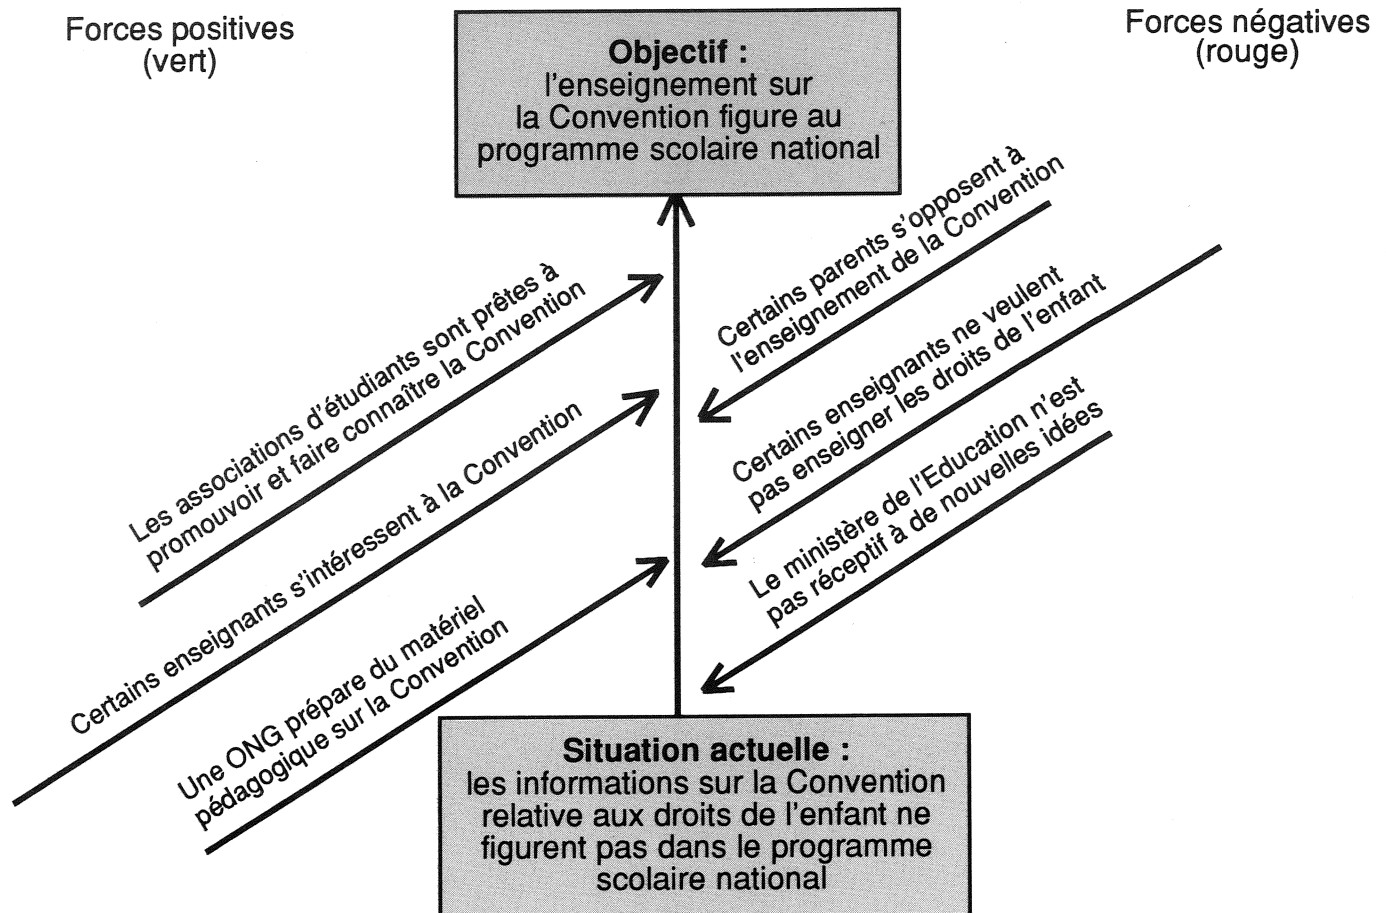 Forces positives
(vert)
Objectif :
l'enseignement sur
la Convention figure au
programme scolaire national
Forces négatives
(rouge)
Les associations d'étudiants sont prêtes à
promouvoir et faire connaître la Convention
Certains enseignants s'intéressent à la Convention
Une ONG prépare du matériel
pédagogique sur la Convention
Certains parents s'opposent à
l'enseignement de la Convention
Certains enseignants ne veulent
pas enseigner les droits de l'enfant
Le ministère de l'Education n'est
pas réceptif à de nouvelles idées
Situation actuelle :
les informations sur la Convention
relative aux droits de l'enfant ne
figurent pas dans le programme
scolaire national